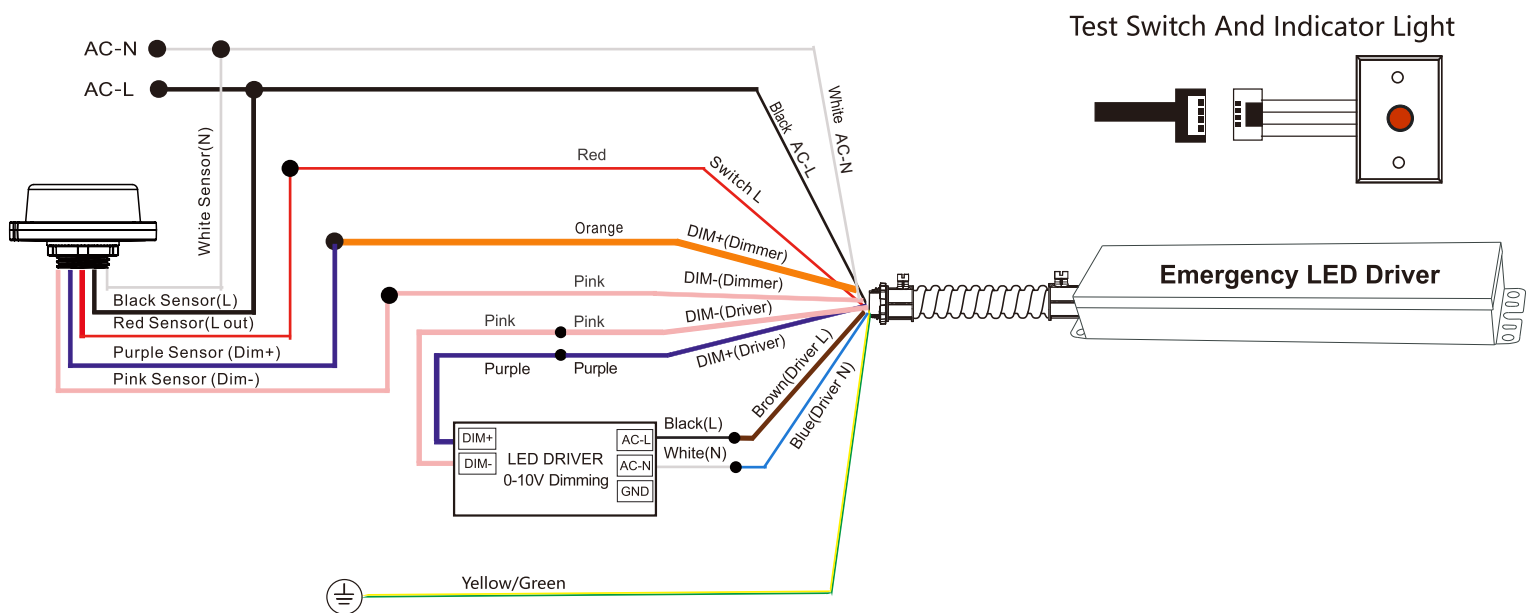 Test Switch And Indicator Light
AC-N
AC-L
White Sensor(N)
Black AC-L
White AC-N
Red
Switch L
Orange
DIM+(Dimmer)
Pink
DIM-(Dimmer)
Emergency LED Driver
Black Sensor(L)
Red Sensor(L out)
Purple Sensor (Dim+)
Pink Sensor (Dim-)
Pink
Pink
DIM-(Driver)
Purple
Purple
DIM+(Driver)
Brown(Driver L)
Blue(Driver N)
Black(L)
White(N)
DIM+
DIM-
LED DRIVER
0-10V Dimming
AC-L
AC-N
GND
Yellow/Green